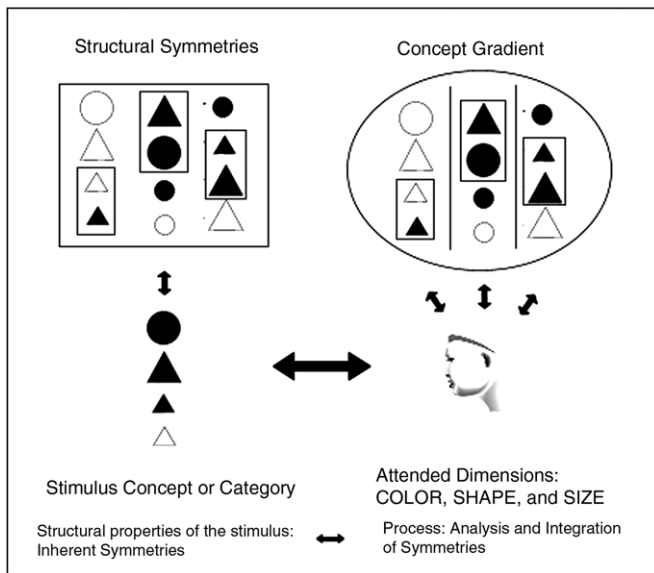 Structural Symmetries
Concept Gradient
Stimulus Concept or Category
Attended Dimensions:
COLOR, SHAPE, and SIZE
Structural properties of the stimulus:
Inherent Symmetries
Process: Analysis and Integration
of Symmetries